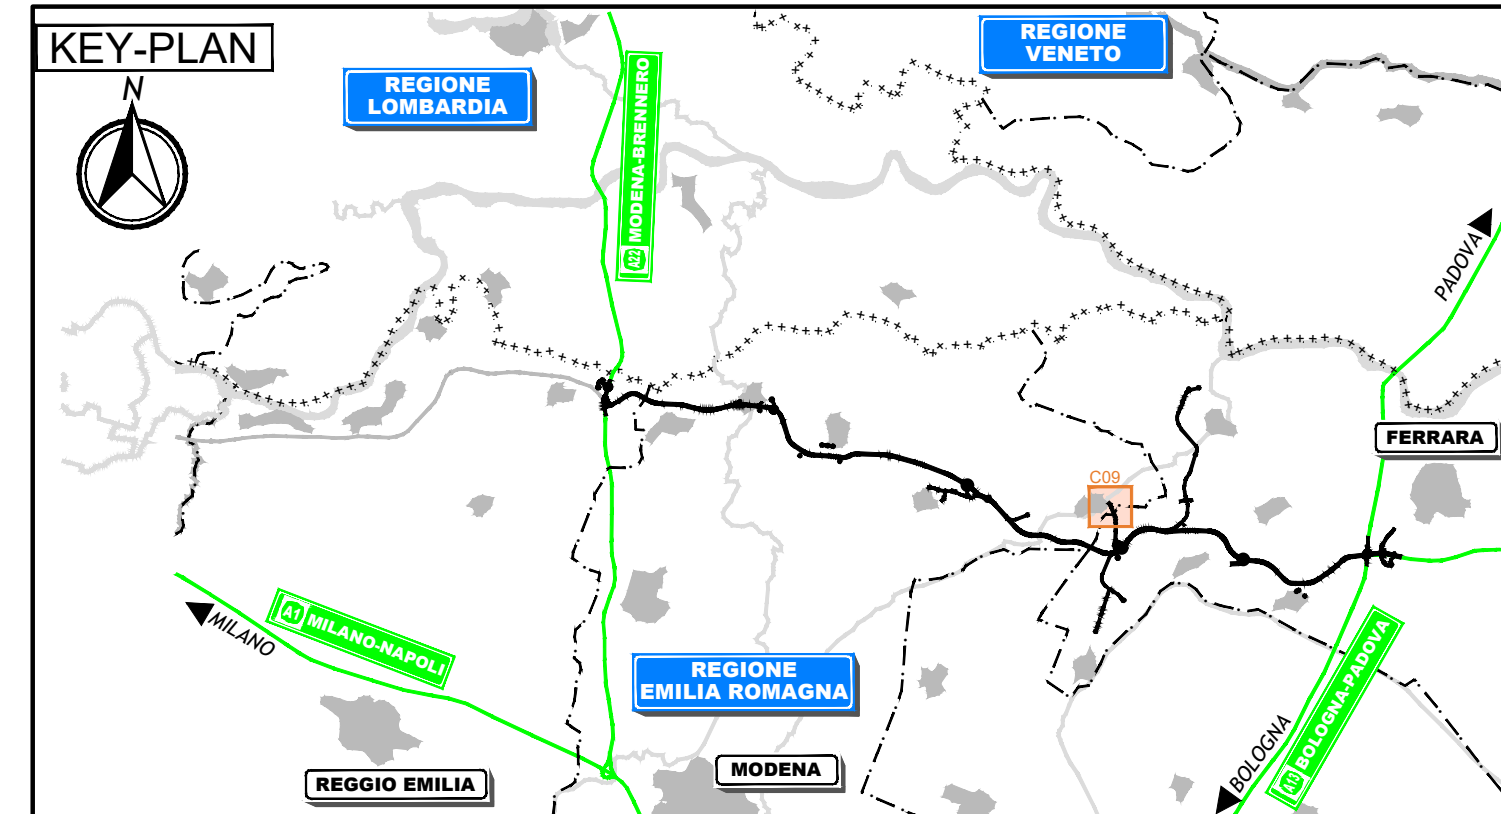 KEY-PLAN
N
REGIONE
LOMBARDIA
REGIONE
VENETO
A22 MODENA-BRENNERO
PADOVA
FERRARA
C09
A1 MILANO-NAPOLI
MILANO
REGIONE
EMILIA ROMAGNA
REGGIO EMILIA
MODENA
BOLOGNA
A13 BOLOGNA-PADOVA